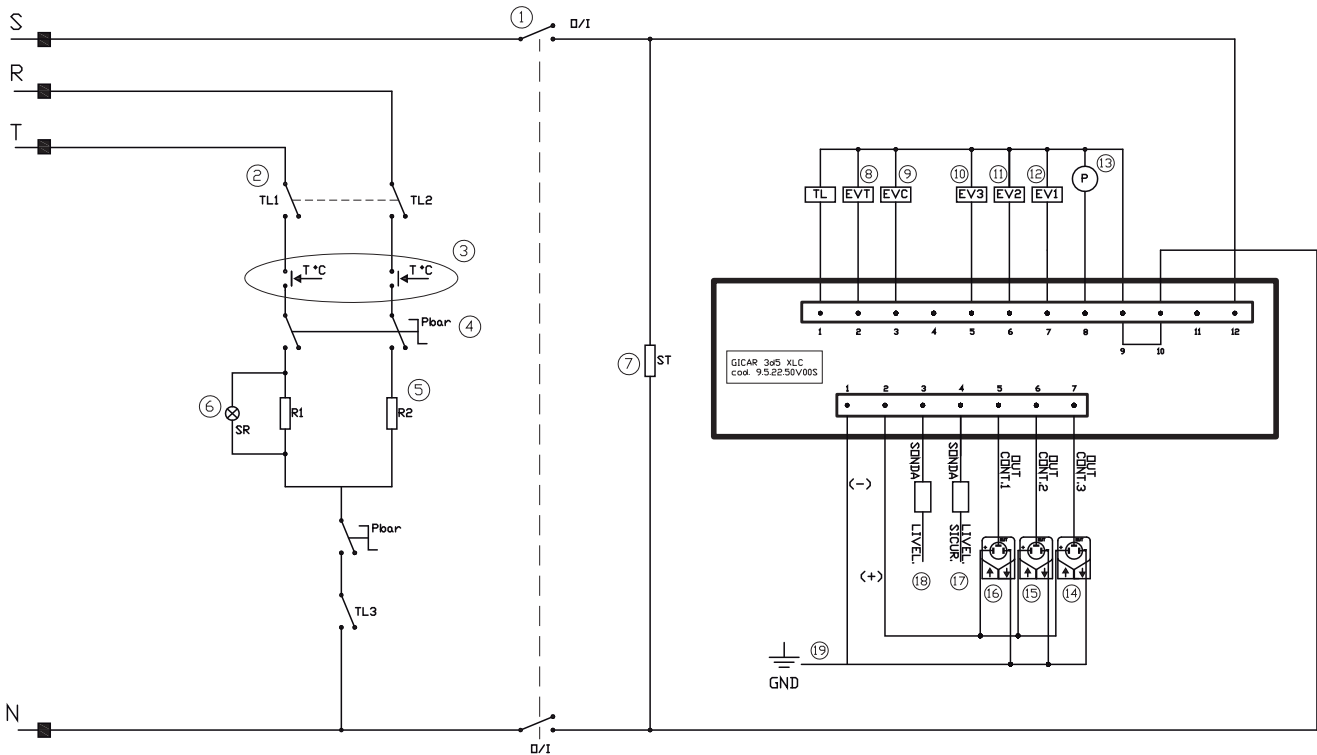 S
1
O/I
R
T
2
TL1
TL2
3
T °C
T °C
4
Pbar
5
6
R1
R2
SR
7
ST
Pbar
TL3
N
O/I
8
9
10
11
12
13
TL
EVT
EVC
EV3
EV2
EV1
P
1 2 3 4 5 6 7 8 9 10 11 12
GICAR 3d5 XLC
cod. 9.5.22.50V00S
1 2 3 4 5 6 7
(-)
(+)
SONDA
LIVEL.
SONDA
LIVEL.
SICUR.
OUT
CONT.1
OUT
CONT.2
OUT
CONT.3
18
17
16
15
14
19
GND